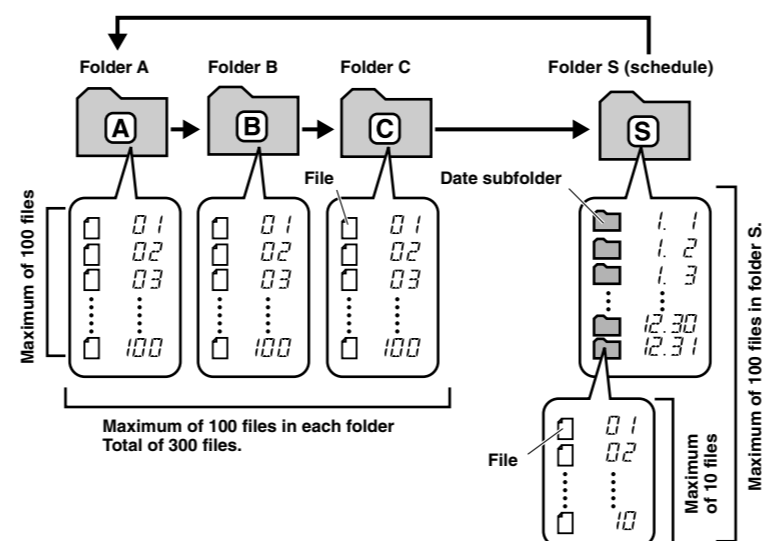 Folder A
Folder B
Folder C
Folder S (schedule)
A
B
C
S
File
Date subfolder
Maximum of 100 files
01
02
03
100
01
02
03
100
01
02
03
100
1. 1
1. 2
1. 3
12.30
12.31
Maximum of 100 files in folder S.
Maximum of 100 files in each folder
Total of 300 files.
File
01
02
10
Maximum
of 10 files